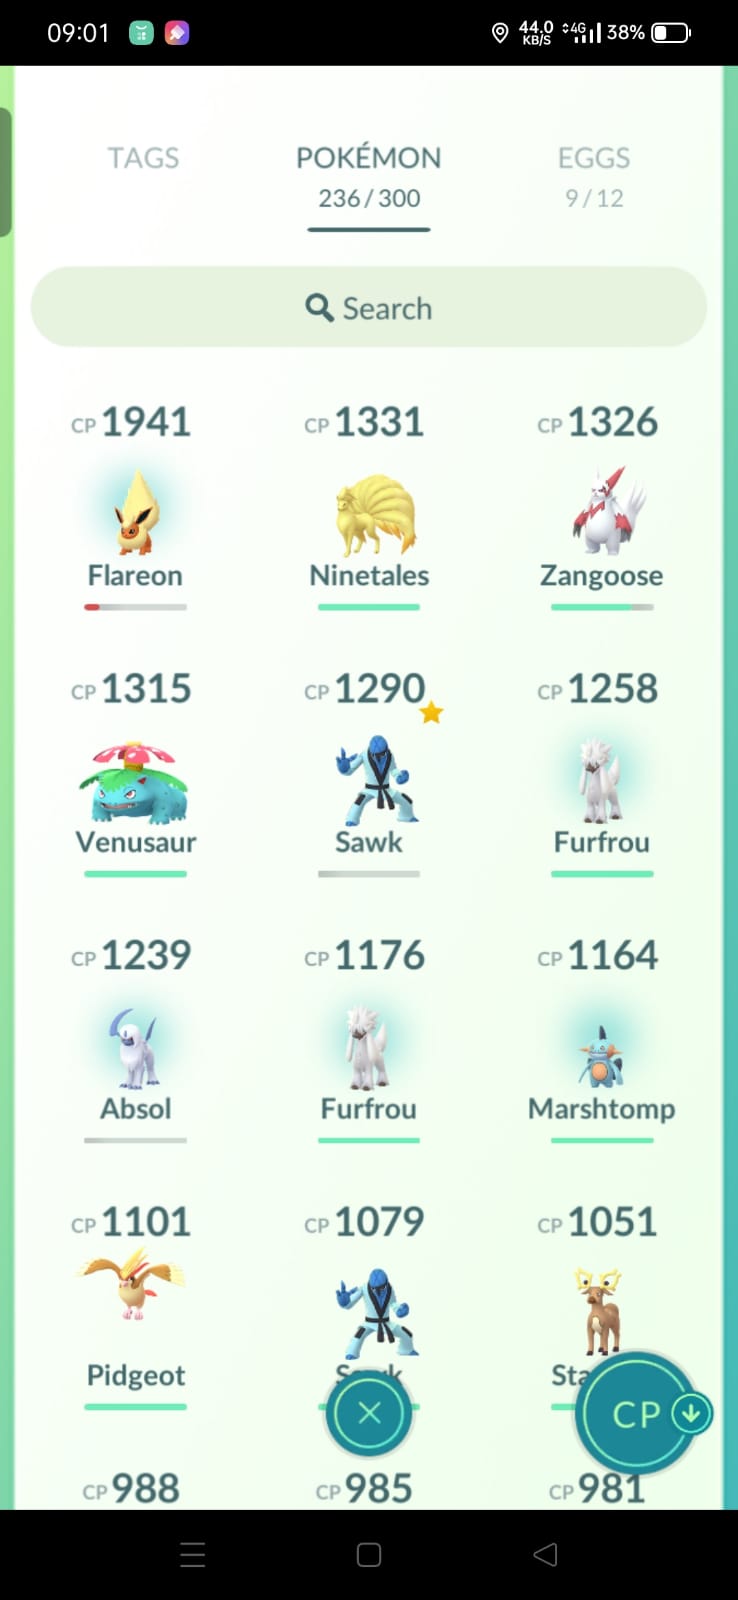 09:01 44.0 KB/S 4G 38%
TAGS POKÉMON EGGS
236/300 9/12
Search
CP 1941 CP 1331 CP 1326
Flareon Ninetales Zangoose
CP 1315 CP 1290 CP 1258
Venusaur Sawk Furfrou
CP 1239 CP 1176 CP 1164
Absol Furfrou Marshtomp
CP 1101 CP 1079 CP 1051
Pidgeot Sawk Sta
CP
CP 988 CP 985 CP 981